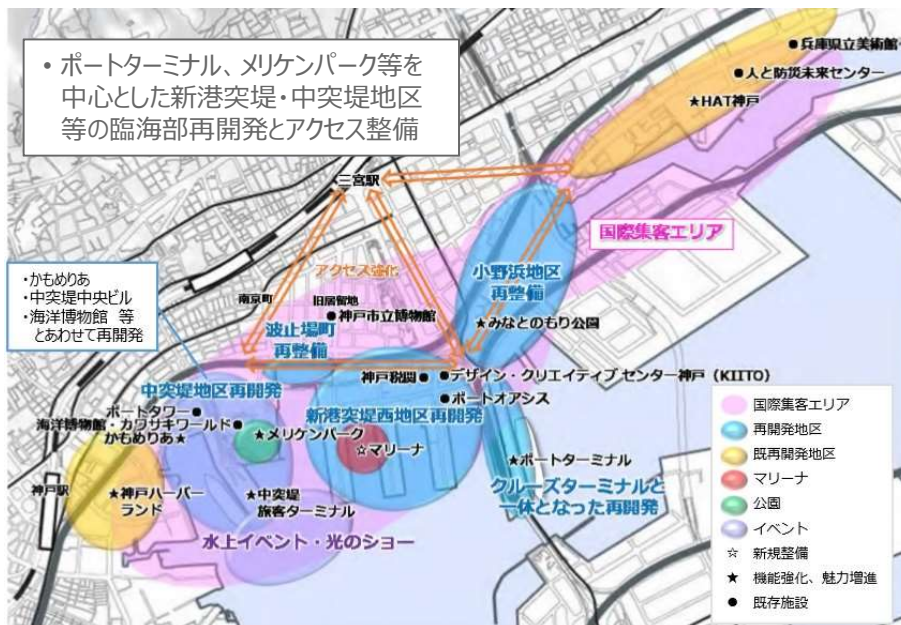 • ポートターミナル、メリケンパーク等を
中心とした新港突堤・中突堤地区
等の臨海部再開発とアクセス整備
●兵庫県立美術館
●人と防災未来センター
★HAT神戸
三宮駅
国際集客エリア
・かもめりあ
・中突堤中央ビル
・海洋博物館 等
とあわせて再開発
アクセス強化
小野浜地区
再整備
南京町
旧居留地
●神戸市立博物館
★みなとのもり公園
波止場町
再整備
神戸税関●
●デザイン・クリエイティブ センター神戸（KIITO）
中突堤地区再開発
●ポートオアシス
ポートタワー●
新港突堤西地区再開発
海洋博物館・カワサキワールド●
かもめりあ★
★メリケンパーク
☆マリーナ
★ポートターミナル
神戸駅
★神戸ハーバー
ランド
★中突堤
旅客ターミナル
クルーズターミナルと
一体となった再開発
水上イベント・光のショー
国際集客エリア
再開発地区
既再開発地区
マリーナ
公園
イベント
☆ 新規整備
★ 機能強化、魅力増進
● 既存施設